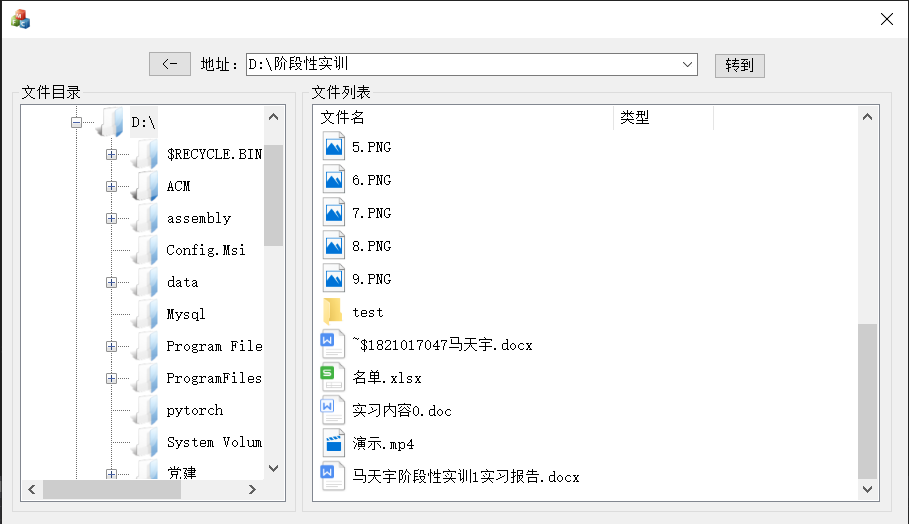 <- 地址: D:\阶段性实训 转到
文件目录
D:\
$RECYCLE.BIN
ACM
assembly
Config.Msi
data
Mysql
Program File
ProgramFiles
pytorch
System Volum
党建
文件列表
文件名 类型
5.PNG
6.PNG
7.PNG
8.PNG
9.PNG
test
~$1821017047马天宇.docx
名单.xlsx
实习内容0.doc
演示.mp4
马天宇阶段性实训1实习报告.docx